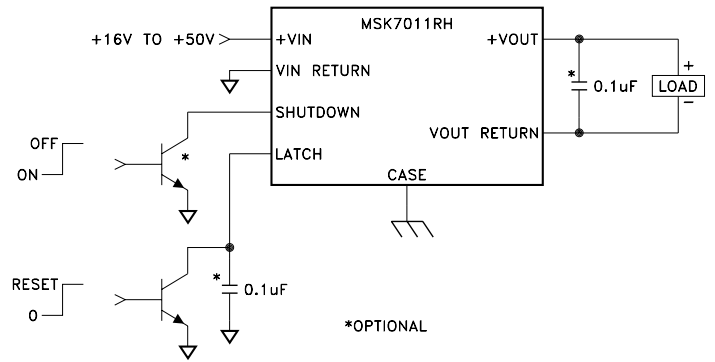 MSK7011RH
+16V TO +50V
+VIN
+VOUT
VIN RETURN
*
0.1uF
+
LOAD
−
SHUTDOWN
OFF
ON
*
VOUT RETURN
LATCH
CASE
RESET
0
*
0.1uF
*OPTIONAL